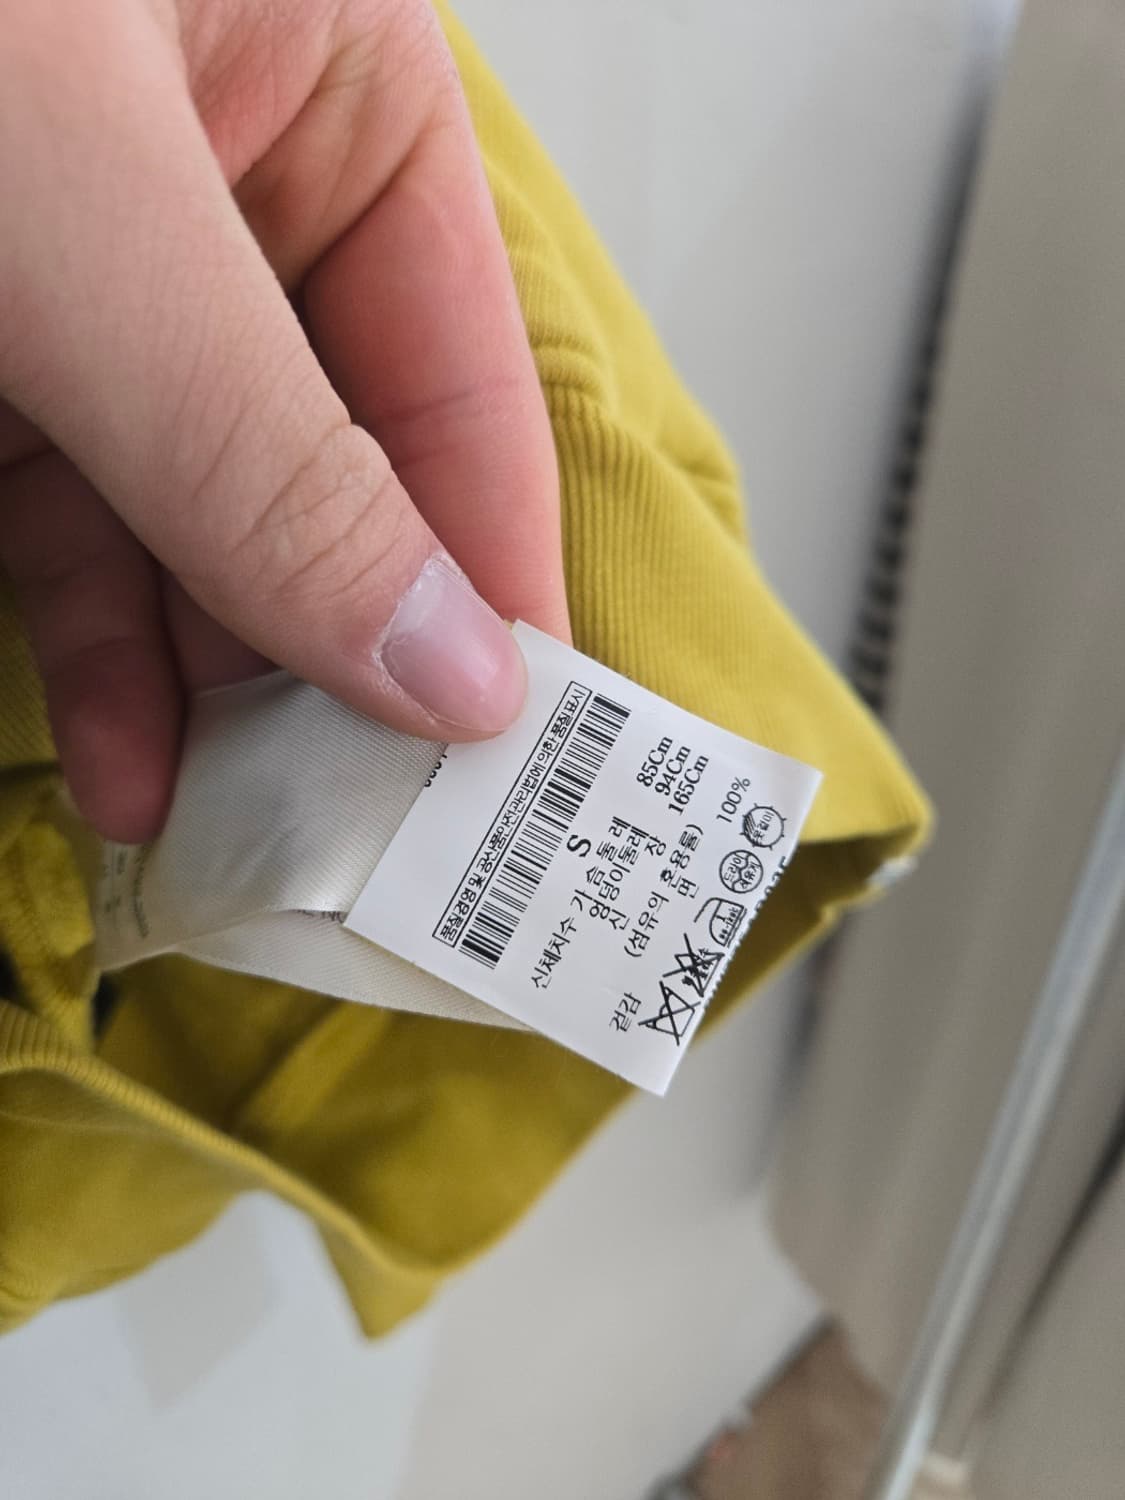 품질경영 및 공산품안전관리법에 의한 품질표시
S
신체치수 가슴둘레 85Cm
엉덩이둘레 94Cm
신 장 165Cm
(섬유의 혼용률)
겉감 면 100%